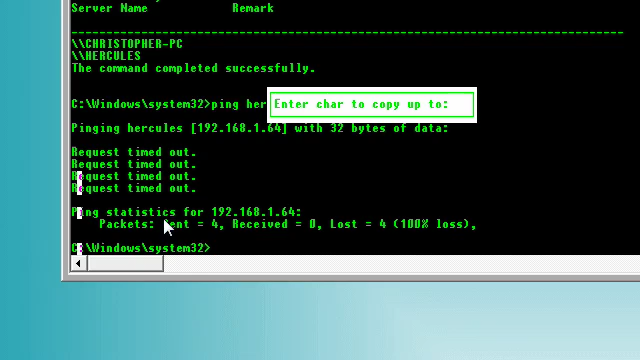 Server Name            Remark
-------------------------------------------------------------------------------
\\CHRISTOPHER-PC
\\HERCULES
The command completed successfully.
C:\Windows\system32>ping her
Enter char to copy up to:
Pinging hercules [192.168.1.64] with 32 bytes of data:
Request timed out.
Request timed out.
Request timed out.
Request timed out.
Ping statistics for 192.168.1.64:
    Packets: Sent = 4, Received = 0, Lost = 4 (100% loss),
C:\Windows\system32>